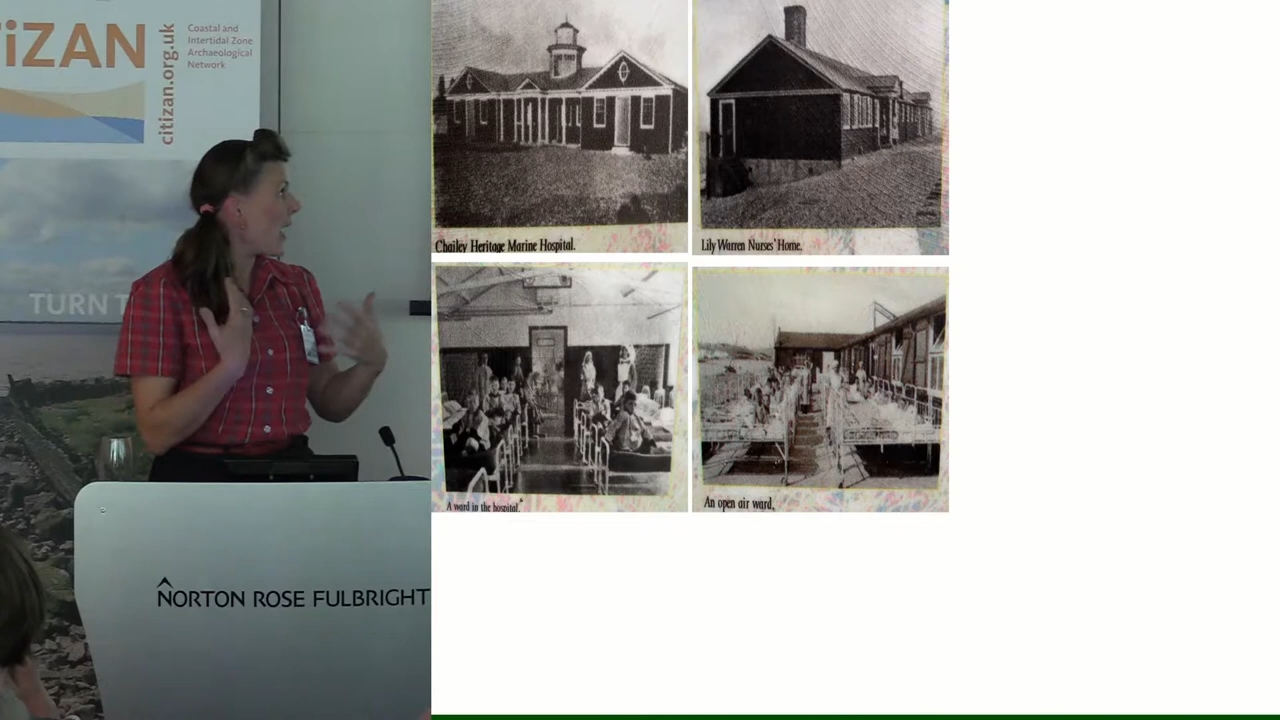 iZAN
citizan.org.uk
Coastal and
Intertidal Zone
Archaeological
Network
TURN T
NORTON ROSE FULBRIGHT
Chailey Heritage Marine Hospital.
Lily Warren Nurses' Home.
A ward in the hospital.
An open air ward.